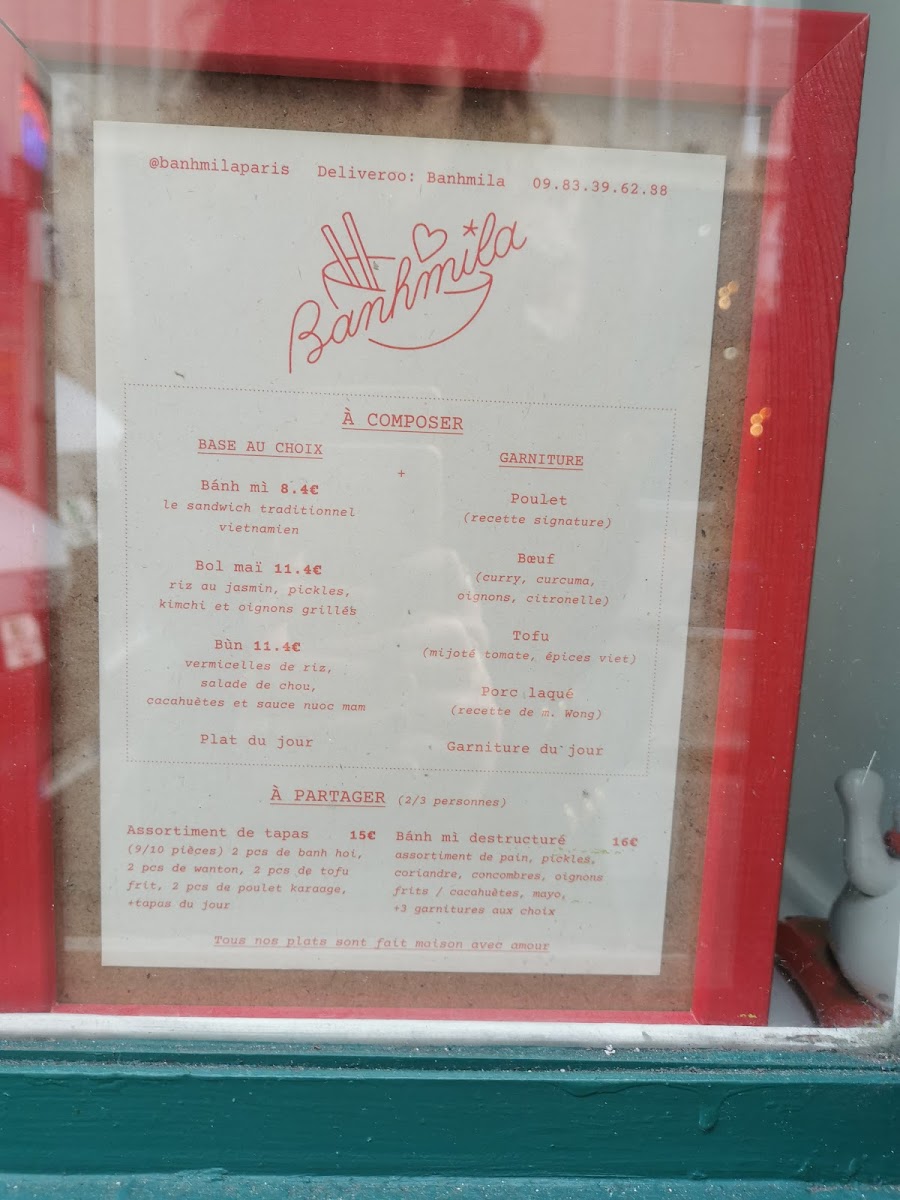 @banhmilaparis Deliveroo: Banhmila 09.83.39.62.88
Banhmila
À COMPOSER
BASE AU CHOIX
+
GARNITURE
Bánh mì 8.4€
le sandwich traditionnel
vietnamien
Bol maï 11.4€
riz au jasmin, pickles,
kimchi et oignons grillés
Bùn 11.4€
vermicelles de riz,
salade de chou,
cacahuètes et sauce nuoc mam
Plat du jour
Poulet
(recette signature)
Bœuf
(curry, curcuma,
oignons, citronelle)
Tofu
(mijoté tomate, épices viet)
Porc laqué
(recette de m. Wong)
Garniture du jour
À PARTAGER (2/3 personnes)
Assortiment de tapas 15€
(9/10 pièces) 2 pcs de banh hoi,
2 pcs de wanton, 2 pcs de tofu
frit, 2 pcs de poulet karaage,
+tapas du jour
Bánh mì destructuré 16€
assortiment de pain, pickles,
coriandre, concombres, oignons
frits / cacahuètes, mayo,
+3 garnitures aux choix
Tous nos plats sont fait maison avec amour